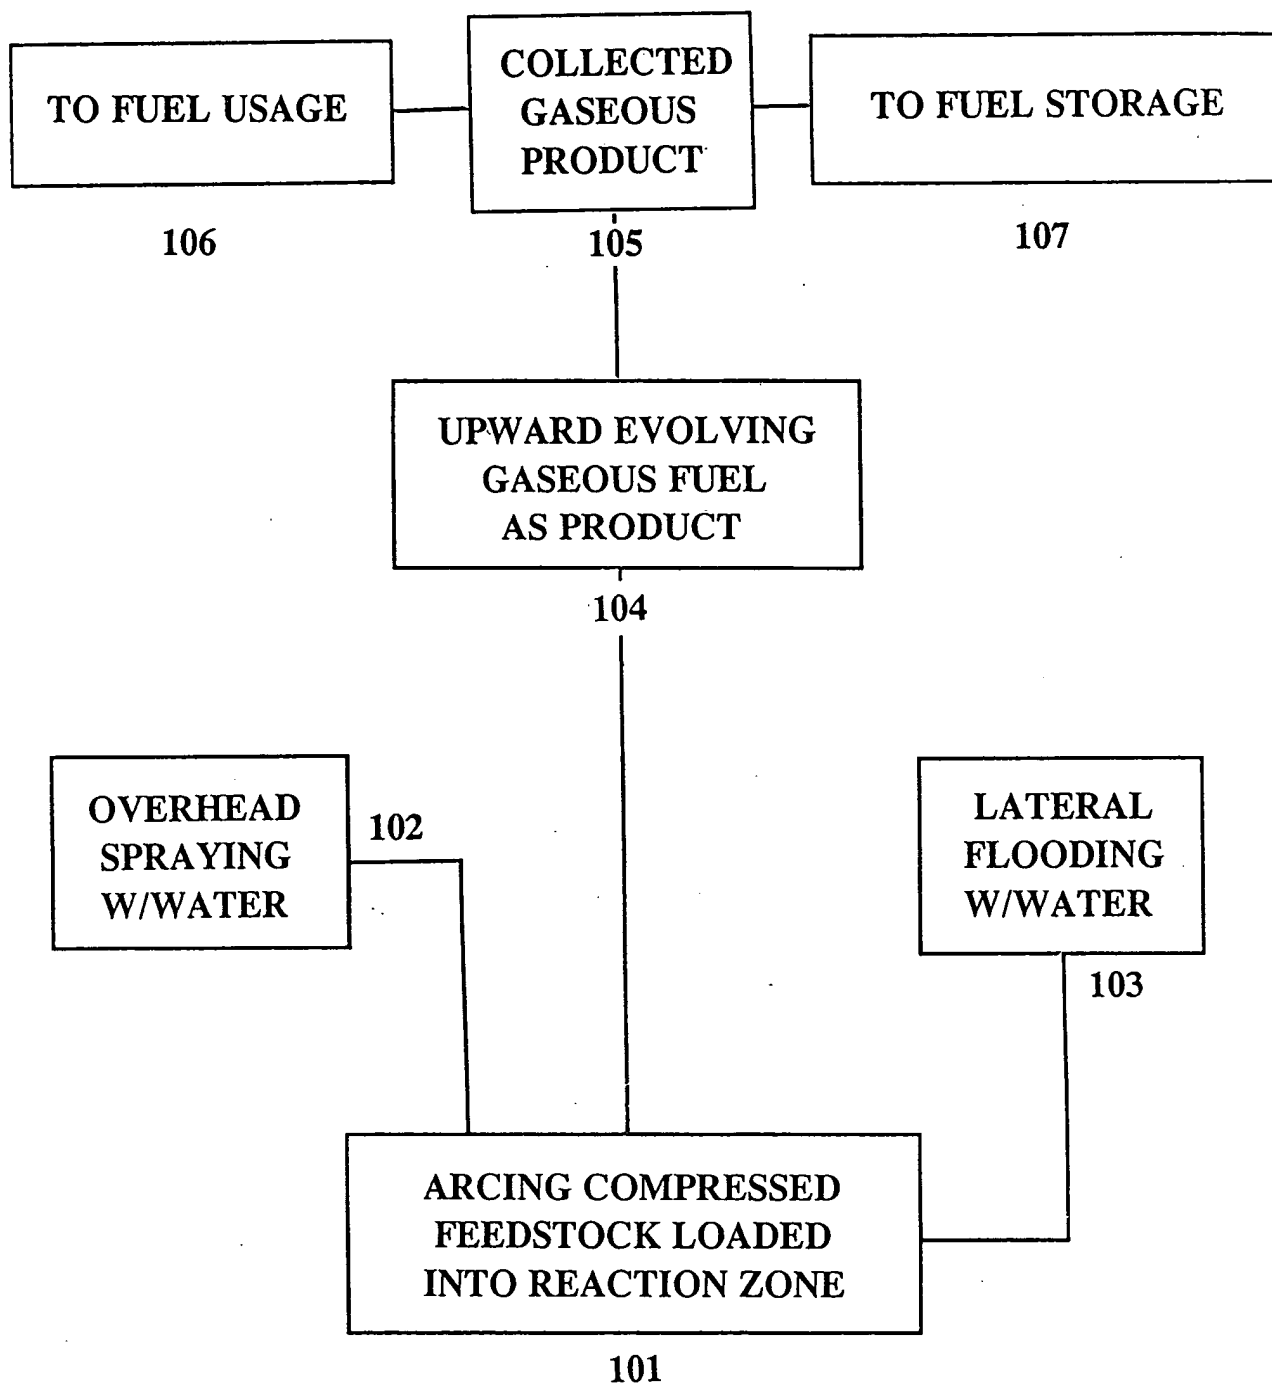 TO FUEL USAGE
106
COLLECTED
GASEOUS
PRODUCT
105
TO FUEL STORAGE
107
UPWARD EVOLVING
GASEOUS FUEL
AS PRODUCT
104
OVERHEAD
SPRAYING
W/WATER
102
LATERAL
FLOODING
W/WATER
103
ARCING COMPRESSED
FEEDSTOCK LOADED
INTO REACTION ZONE
101